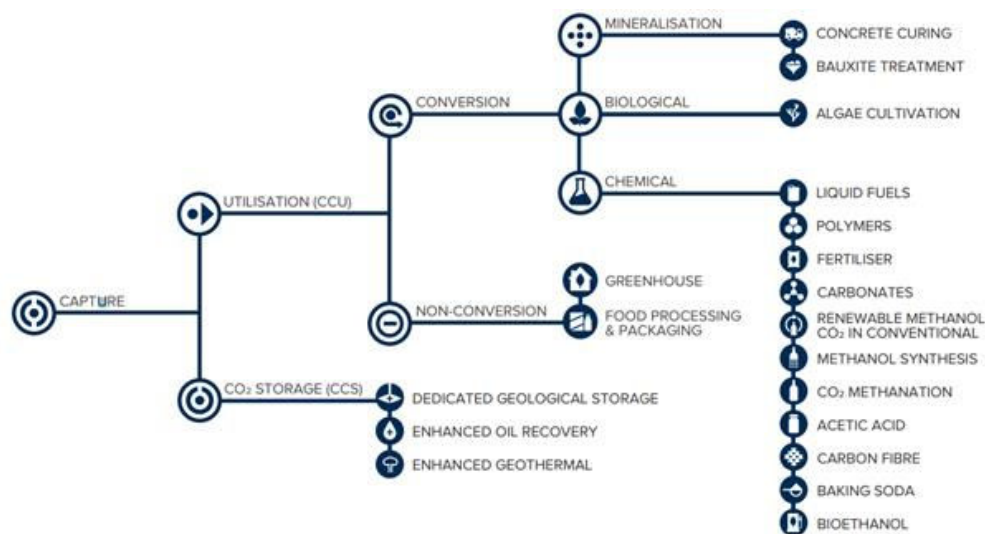 MINERALISATION
CONCRETE CURING
BAUXITE TREATMENT
CONVERSION
BIOLOGICAL
ALGAE CULTIVATION
CHEMICAL
LIQUID FUELS
UTILISATION (CCU)
POLYMERS
FERTILISER
GREENHOUSE
CARBONATES
CAPTURE
NON-CONVERSION
FOOD PROCESSING
& PACKAGING
RENEWABLE METHANOL
CO₂ IN CONVENTIONAL
METHANOL SYNTHESIS
CO₂ STORAGE (CCS)
DEDICATED GEOLOGICAL STORAGE
CO₂ METHANATION
ENHANCED OIL RECOVERY
ACETIC ACID
ENHANCED GEOTHERMAL
CARBON FIBRE
BAKING SODA
BIOETHANOL